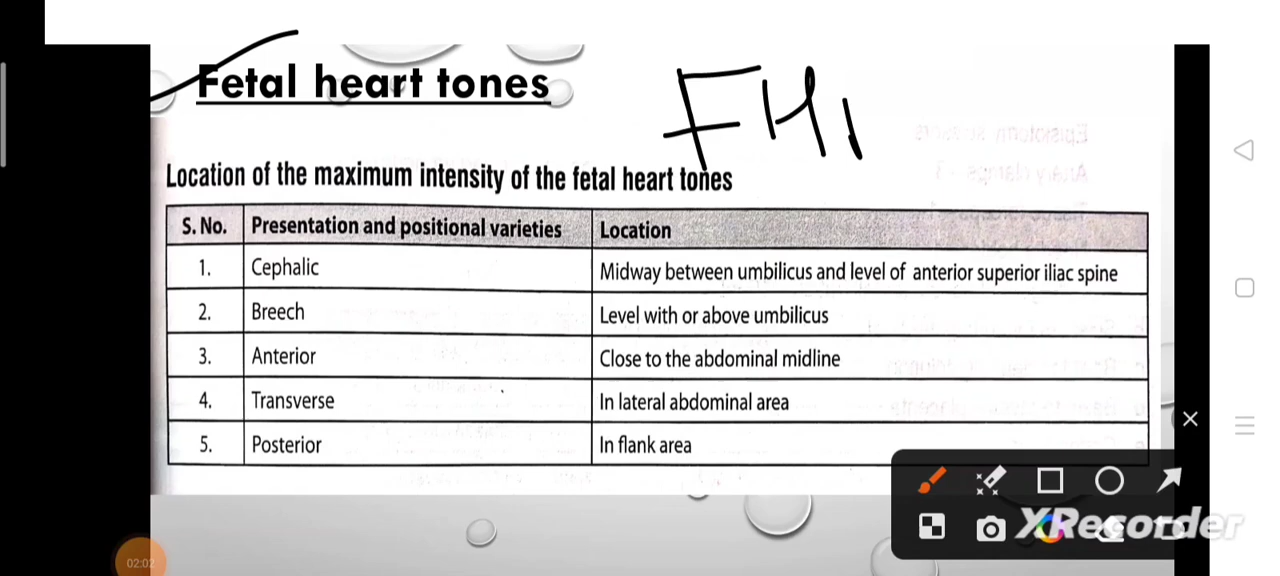 Fetal heart tones
FH
Location of the maximum intensity of the fetal heart tones
S. No. Presentation and positional varieties Location
1. Cephalic Midway between umbilicus and level of anterior superior iliac spine
2. Breech Level with or above umbilicus
3. Anterior Close to the abdominal midline
4. Transverse In lateral abdominal area
5. Posterior In flank area
XRecorder
02:02